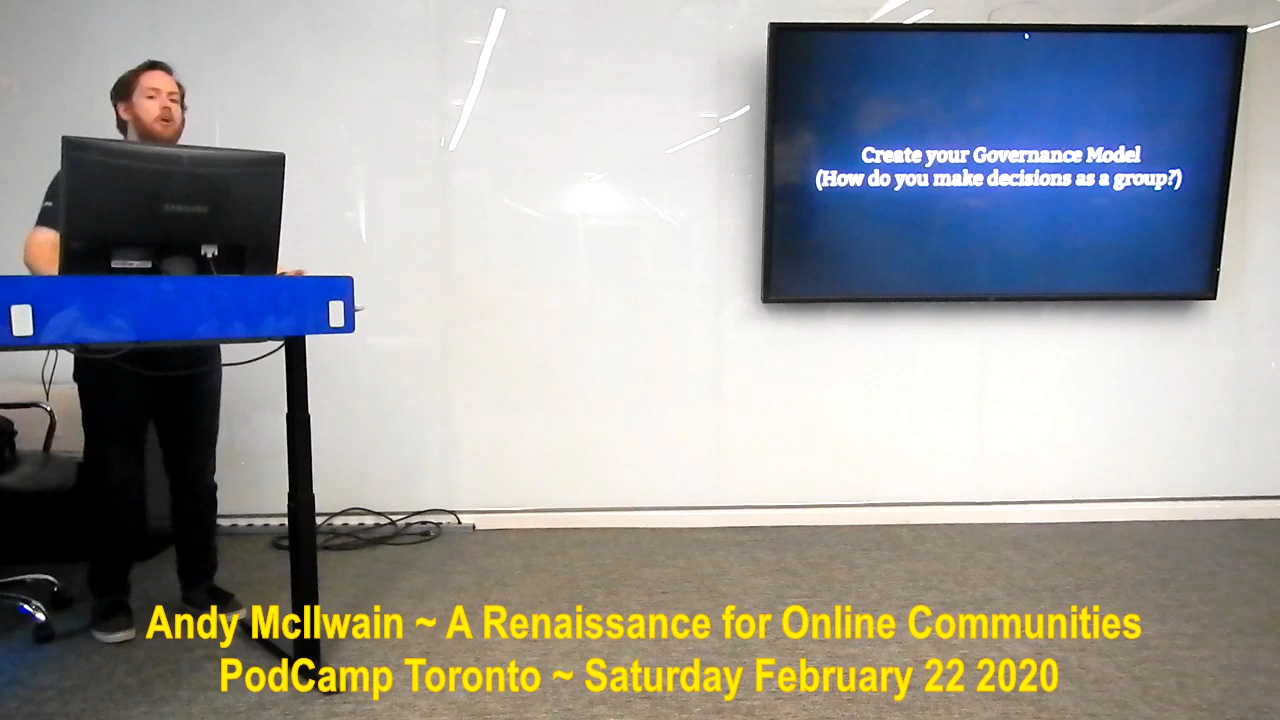 Create your Governance Model
(How do you make decisions as a group?)
SAMSUNG
Andy McIlwain ~ A Renaissance for Online Communities
PodCamp Toronto ~ Saturday February 22 2020